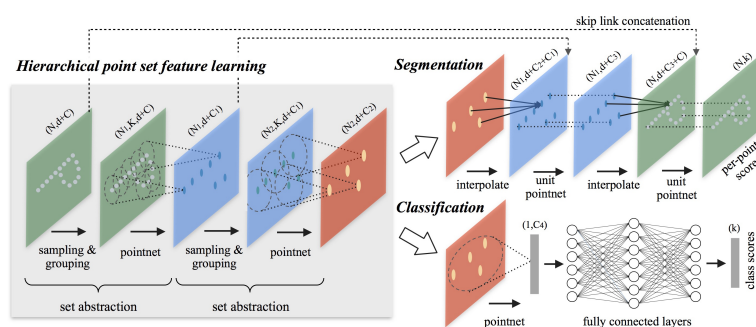 skip link concatenation
Hierarchical point set feature learning
(N,d+C)
(N1,K,d+C)
(N1,d+C1)
(N2,K,d+C1)
(N2,d+C2)
sampling &
grouping
pointnet
sampling &
grouping
pointnet
set abstraction
set abstraction
Segmentation
(N1,d+C2+C1)
(N1,d+C3)
(N,d+C3+C)
(N,k)
interpolate
unit
pointnet
interpolate
unit
pointnet
per-point
scores
Classification
(1,C4)
(k)
pointnet
fully connected layers
class scores